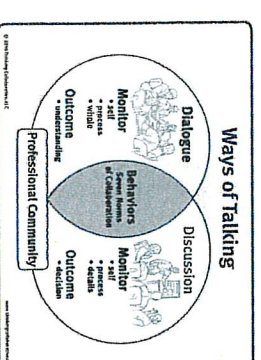 Ways of Talking
Dialogue
Monitor
• self
• process
• whole
Outcome
• understanding
Behaviors
Seven Norms
of Collaboration
Discussion
Monitor
• self
• process
• details
Outcome
• decision
Professional Community